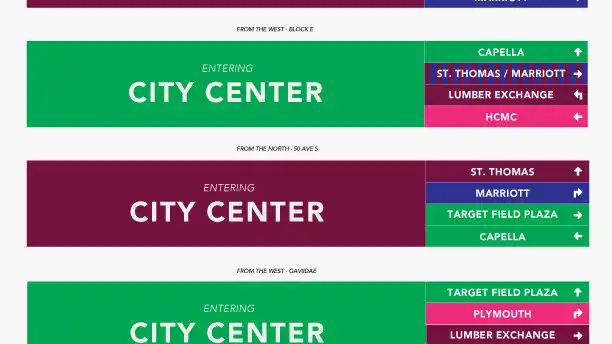 MARRIOTT
FROM THE WEST - BLOCK E
ENTERING
CITY CENTER
CAPELLA
ST. THOMAS / MARRIOTT
LUMBER EXCHANGE
HCMC
FROM THE NORTH - 50 AVE S
ENTERING
CITY CENTER
ST. THOMAS
MARRIOTT
TARGET FIELD PLAZA
CAPELLA
FROM THE WEST - GAVIIDAE
ENTERING
CITY CENTER
TARGET FIELD PLAZA
PLYMOUTH
LUMBER EXCHANGE